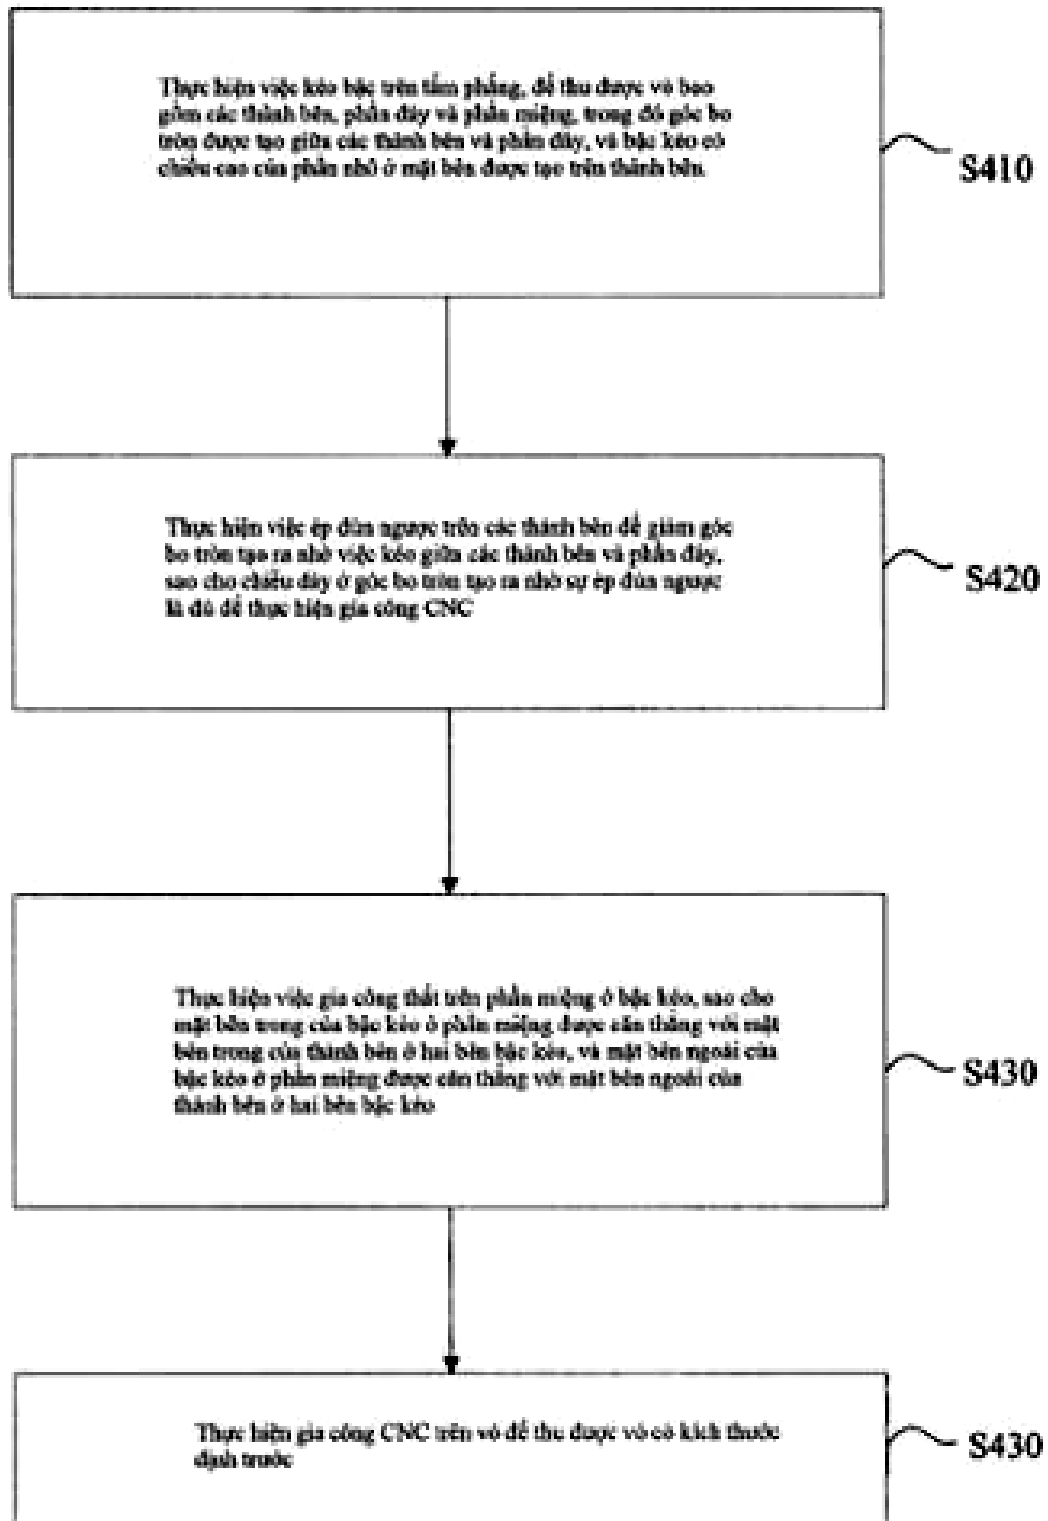 Thực hiện việc kéo bậc trên tấm phẳng, để thu được vỏ bao
gồm các thành bên, phần đáy và phần miệng, trong đó góc bo
tròn được tạo giữa các thành bên và phần đáy, và bậc kéo có
chiều cao của phần nhô ở mặt bên được tạo trên thành bên.
S410
Thực hiện việc ép đùn ngược trên các thành bên để giảm góc
bo tròn tạo ra nhờ việc kéo giữa các thành bên và phần đáy,
sao cho chiều dày ở góc bo tròn tạo ra nhờ sự ép đùn ngược
là đủ để thực hiện gia công CNC
S420
Thực hiện việc gia công thắt trên phần miệng ở bậc kéo, sao cho
mặt bên trong của bậc kéo ở phần miệng được căn thẳng với mặt
bên trong của thành bên ở hai bên bậc kéo, và mặt bên ngoài của
bậc kéo ở phần miệng được căn thẳng với mặt bên ngoài của
thành bên ở hai bên bậc kéo
S430
Thực hiện gia công CNC trên vỏ để thu được vỏ có kích thước
định trước
S430